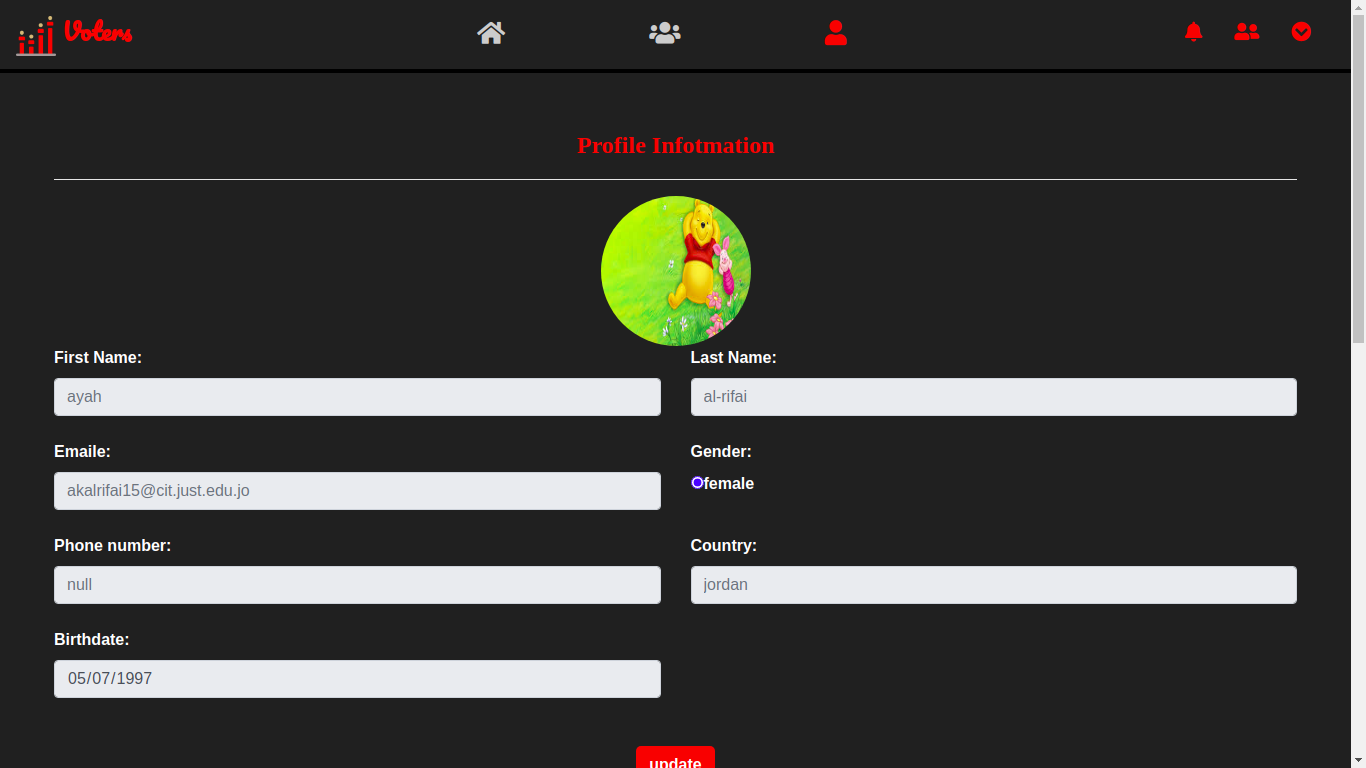 Voters
Profile Infotmation
First Name:
Last Name:
ayah
al-rifai
Emaile:
Gender:
akalrifai15@cit.just.edu.jo
female
Phone number:
Country:
null
jordan
Birthdate:
05/07/1997
update